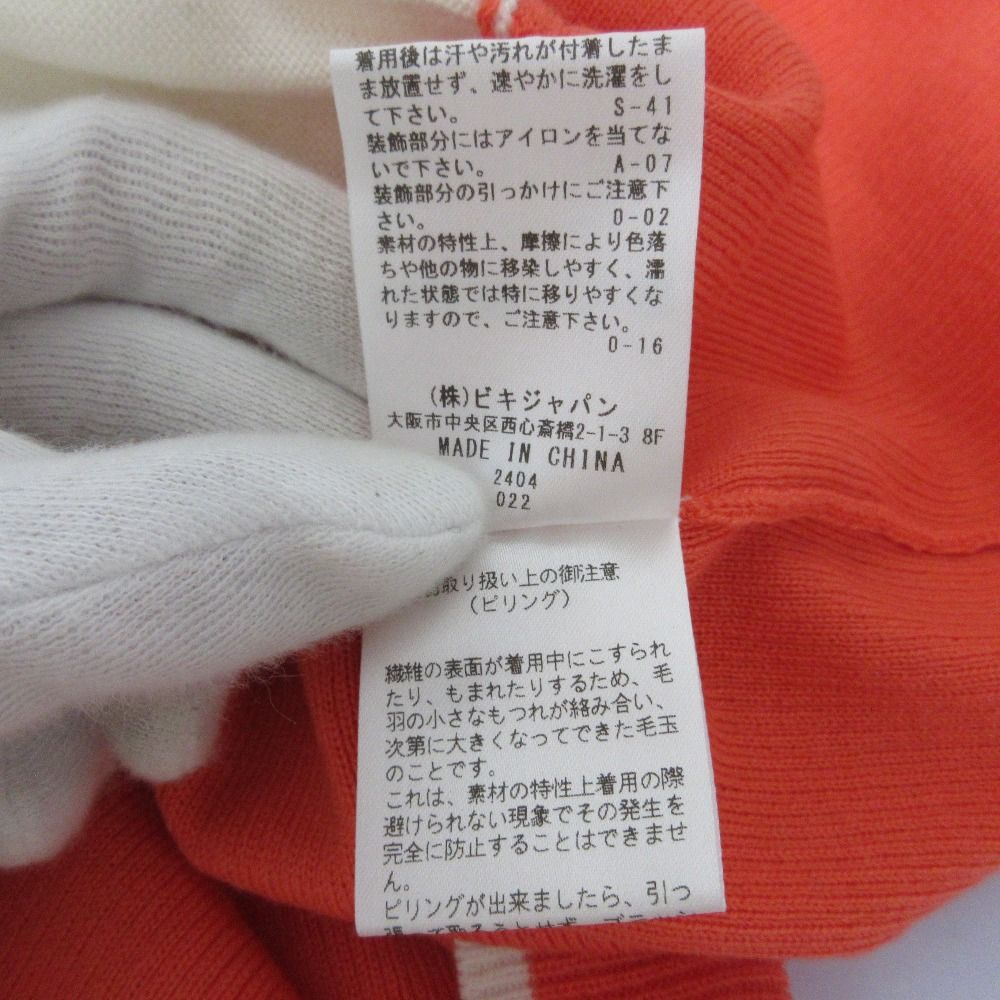 着用後は汗や汚れが付着したま
ま放置せず、速やかに洗濯をし
て下さい。 S-41
装飾部分にはアイロンを当てな
いで下さい。 A-07
装飾部分の引っかけにご注意下
さい。 O-02
素材の特性上、摩擦により色落
ちや他の物に移染しやすく、濡
れた状態では特に移りやすくな
りますので、ご注意下さい。
O-16
(株)ビキジャパン
大阪市中央区西心斎橋2-1-3 8F
MADE IN CHINA
2404
022
取り扱い上の御注意
(ピリング)
繊維の表面が着用中にこすられ
たり、もまれたりするため、毛
羽の小さなもつれが絡み合い、
次第に大きくなってできた毛玉
のことです。
これは、素材の特性上着用の際
避けられない現象でその発生を
完全に防止することはできませ
ん。
ピリングが出来ましたら、引っ